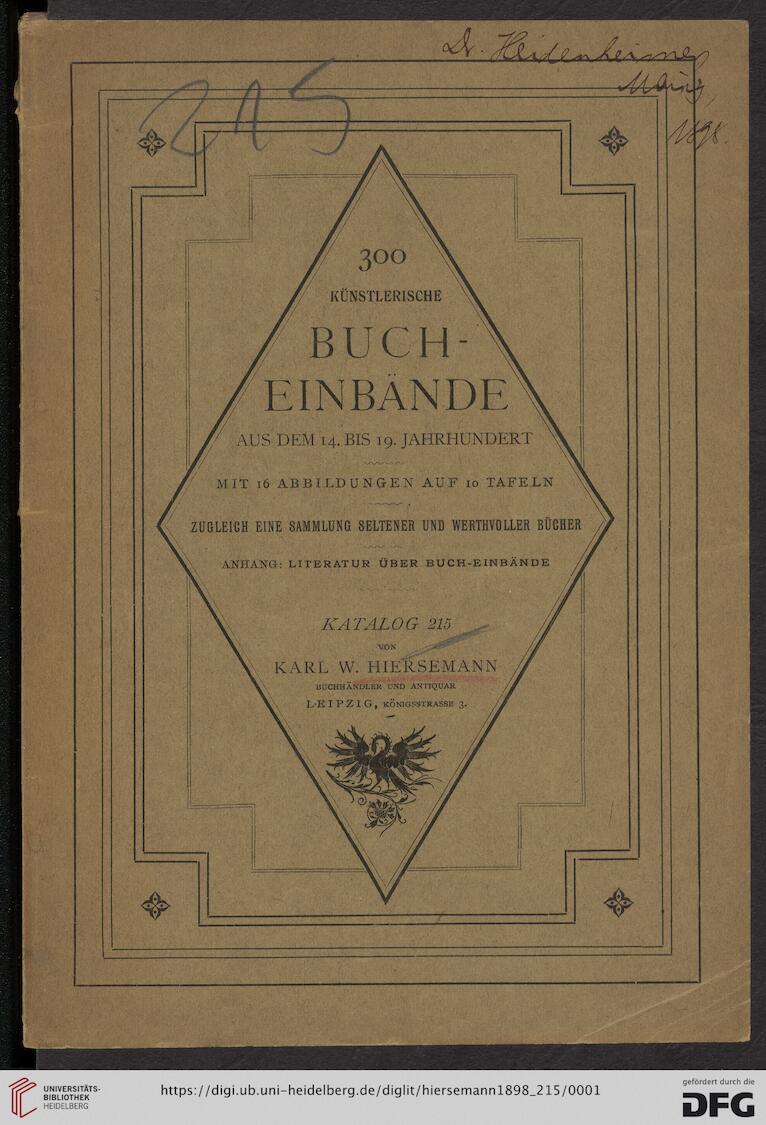 Dr. Heidenheimer
Mainz,
1898.
215
300
KÜNSTLERISCHE
BUCH-
EINBÄNDE
AUS DEM 14. BIS 19. JAHRHUNDERT
MIT 16 ABBILDUNGEN AUF 10 TAFELN
ZUGLEICH EINE SAMMLUNG SELTENER UND WERTHVOLLER BÜCHER
ANHANG: LITERATUR ÜBER BUCH-EINBÄNDE
KATALOG 215
VON
KARL W. HIERSEMANN
BUCHHÄNDLER UND ANTIQUAR
LEIPZIG, KÖNIGSSTRASSE 3.
UNIVERSITÄTS-
BIBLIOTHEK
HEIDELBERG
https://digi.ub.uni-heidelberg.de/diglit/hiersemann1898_215/0001
gefördert durch die
DFG